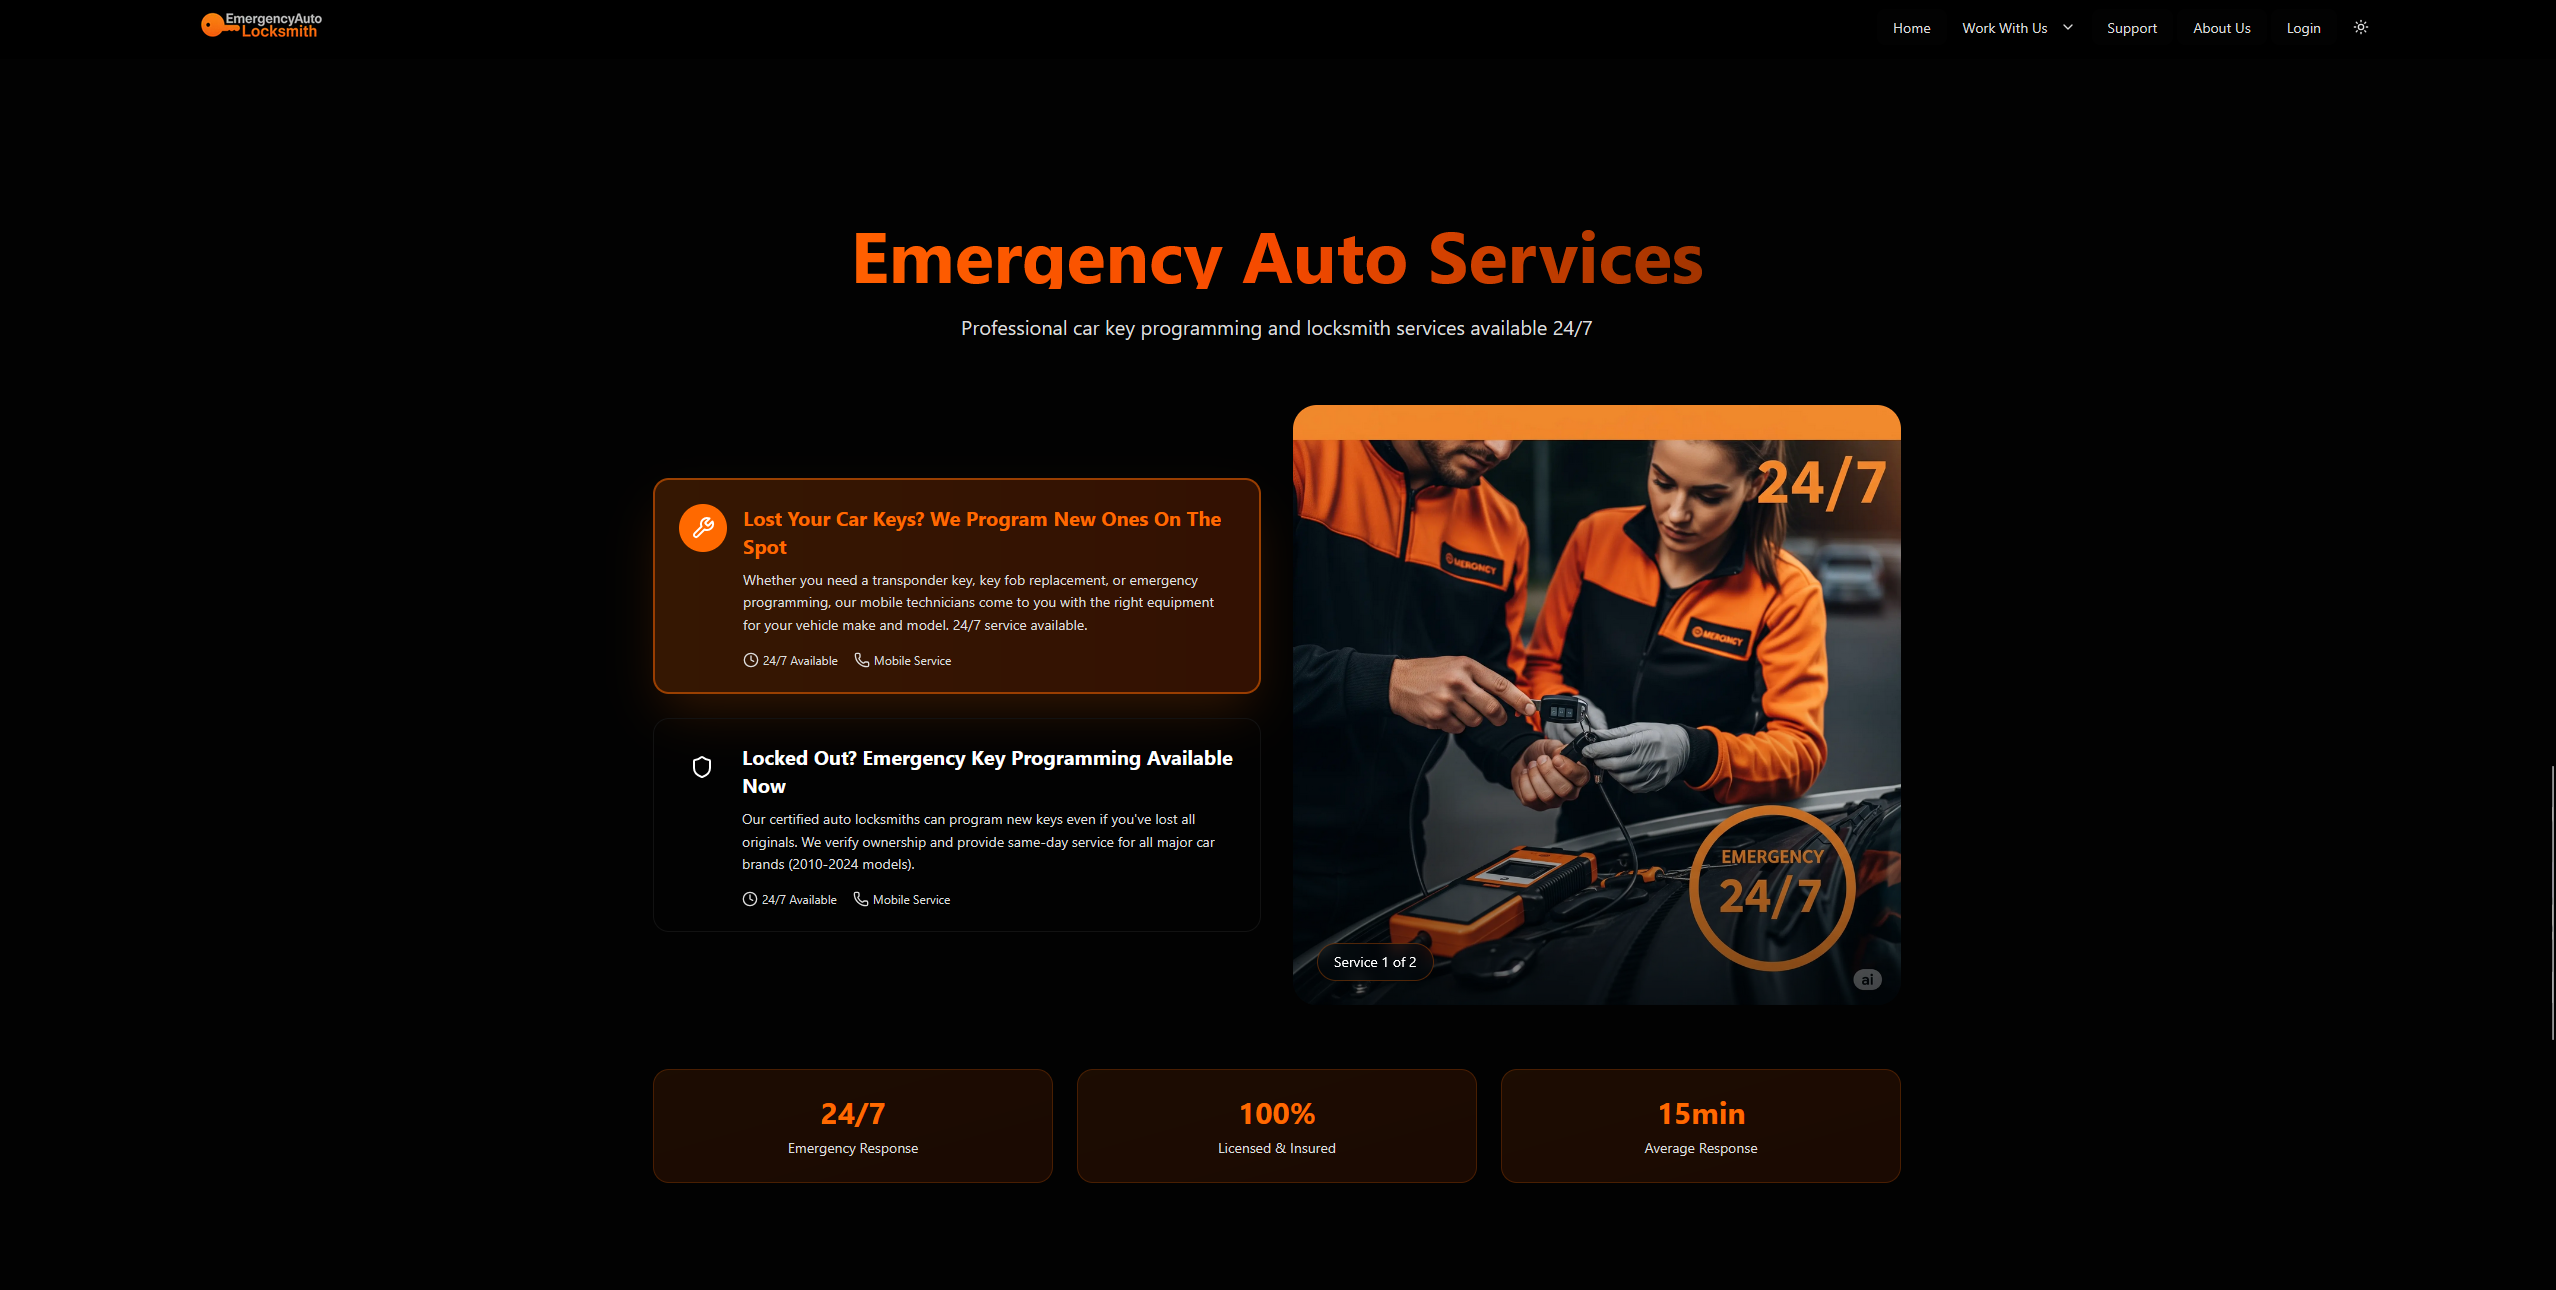 EmergencyAuto
Locksmith
Home
Work With Us
Support
About Us
Login
Emergency Auto Services
Professional car key programming and locksmith services available 24/7
Lost Your Car Keys? We Program New Ones On The
Spot
Whether you need a transponder key, key fob replacement, or emergency
programming, our mobile technicians come to you with the right equipment
for your vehicle make and model. 24/7 service available.
24/7 Available
Mobile Service
Locked Out? Emergency Key Programming Available
Now
Our certified auto locksmiths can program new keys even if you've lost all
originals. We verify ownership and provide same-day service for all major car
brands (2010-2024 models).
24/7 Available
Mobile Service
24/7
EMERGENCY
24/7
Service 1 of 2
ai
24/7
Emergency Response
100%
Licensed & Insured
15min
Average Response